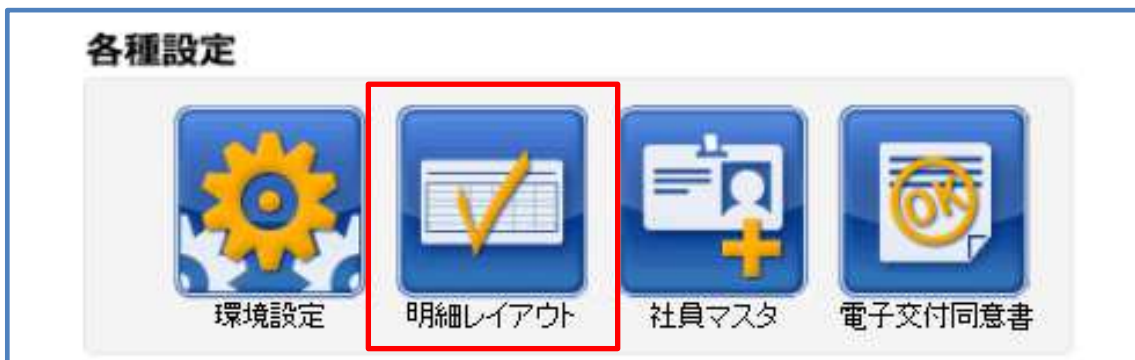 各種設定
OK
環境設定
明細レイアウト
社員マスタ
電子交付同意書